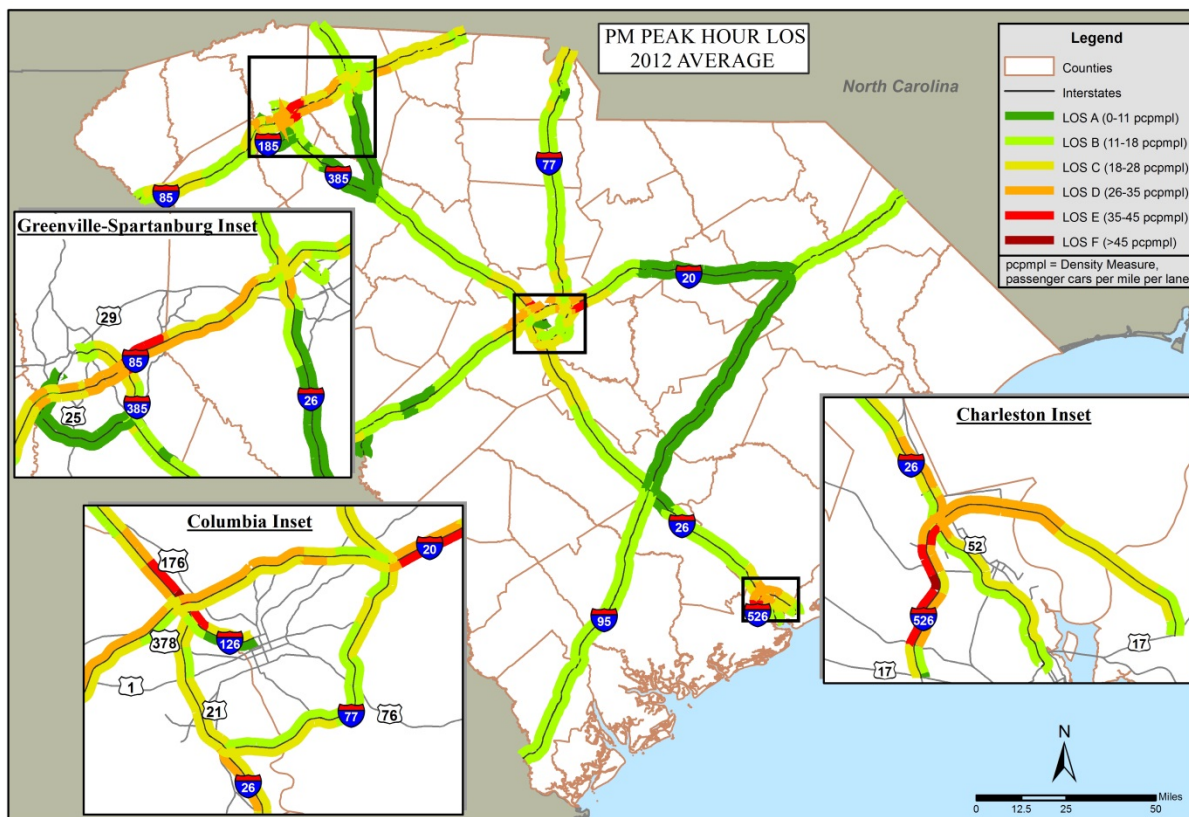 PM PEAK HOUR LOS
2012 AVERAGE
North Carolina
Legend
Counties
Interstates
LOS A (0-11 pcpmpl)
LOS B (11-18 pcpmpl)
LOS C (18-28 pcpmpl)
LOS D (26-35 pcpmpl)
LOS E (35-45 pcpmpl)
LOS F (>45 pcpmpl)
pcpmpl = Density Measure,
passenger cars per mile per lane
185
385
85
77
20
26
95
526
Greenville-Spartanburg Inset
29
85
385
25
26
Columbia Inset
176
20
378
126
1
21
77
76
26
Charleston Inset
26
52
526
17
17
N
Miles
0 12.5 25 50